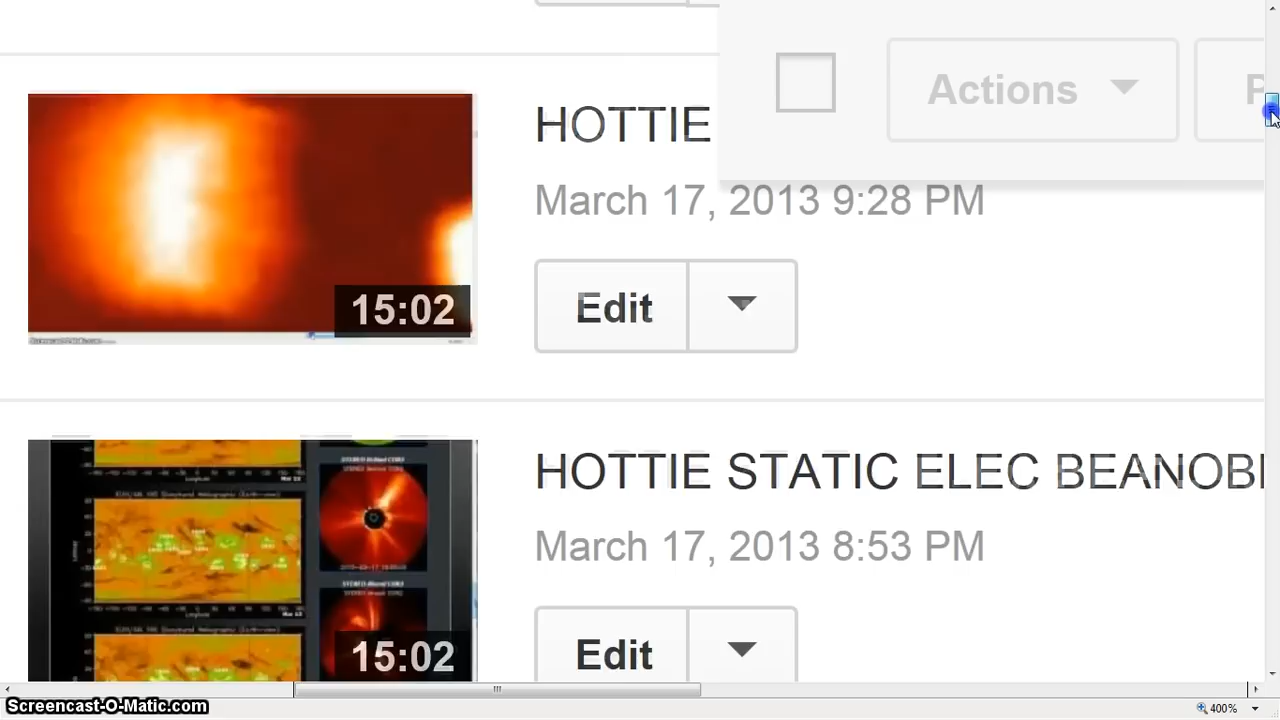 Actions
HOTTIE
March 17, 2013 9:28 PM
15:02
Edit
HOTTIE STATIC ELEC
March 17, 2013 8:53 PM
15:02
Edit
Screencast-O-Matic.com
400%